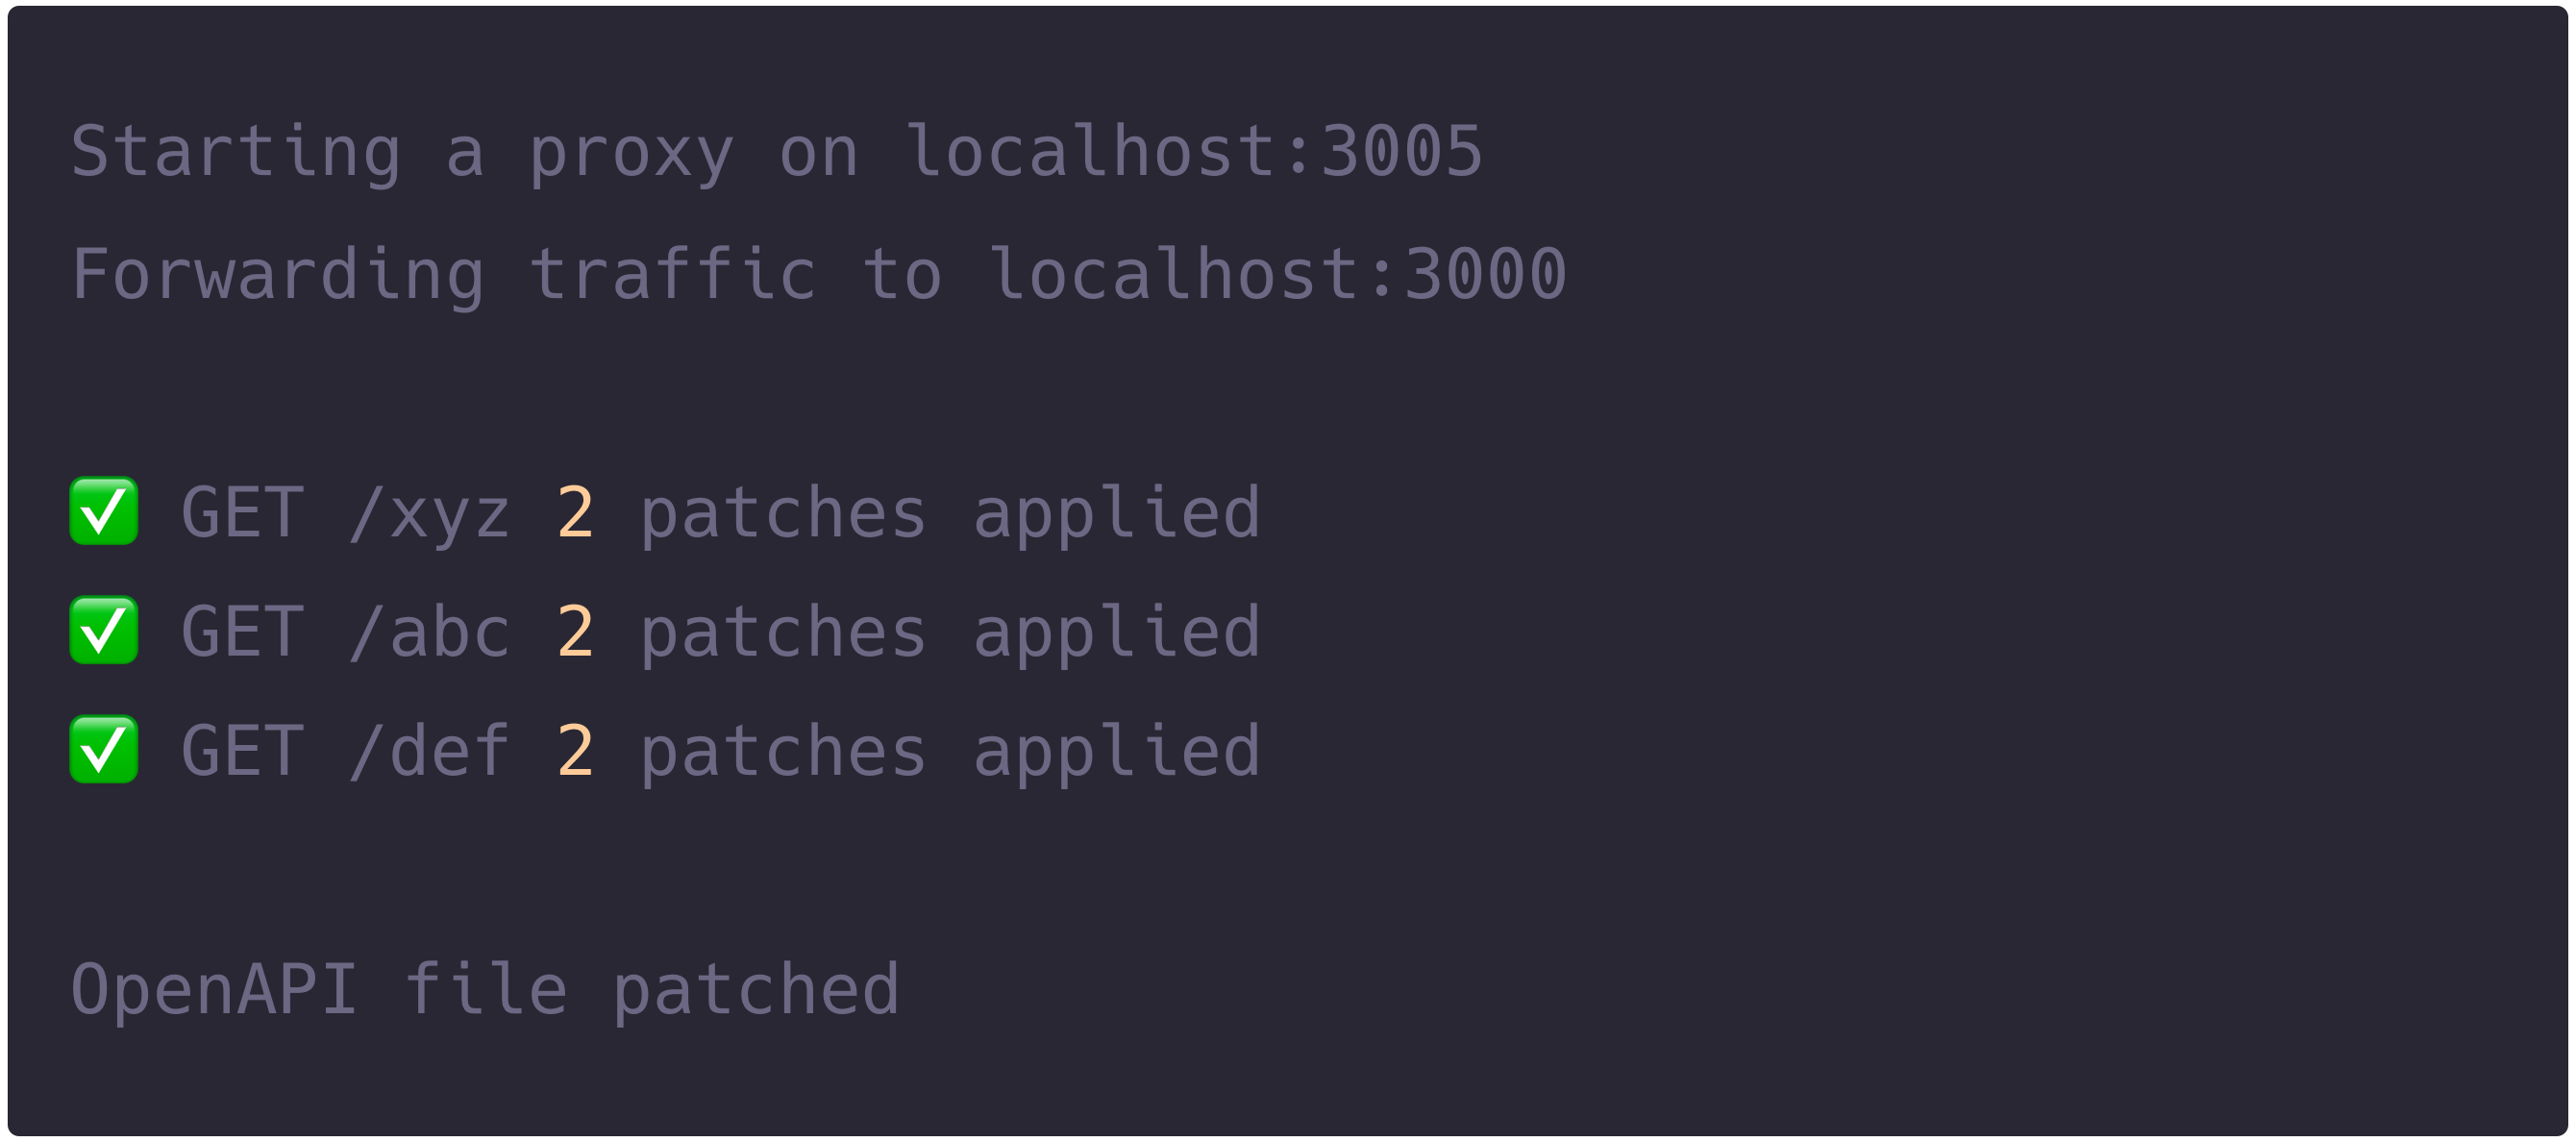 Starting a proxy on localhost:3005
Forwarding traffic to localhost:3000
✅ GET /xyz 2 patches applied
✅ GET /abc 2 patches applied
✅ GET /def 2 patches applied
OpenAPI file patched